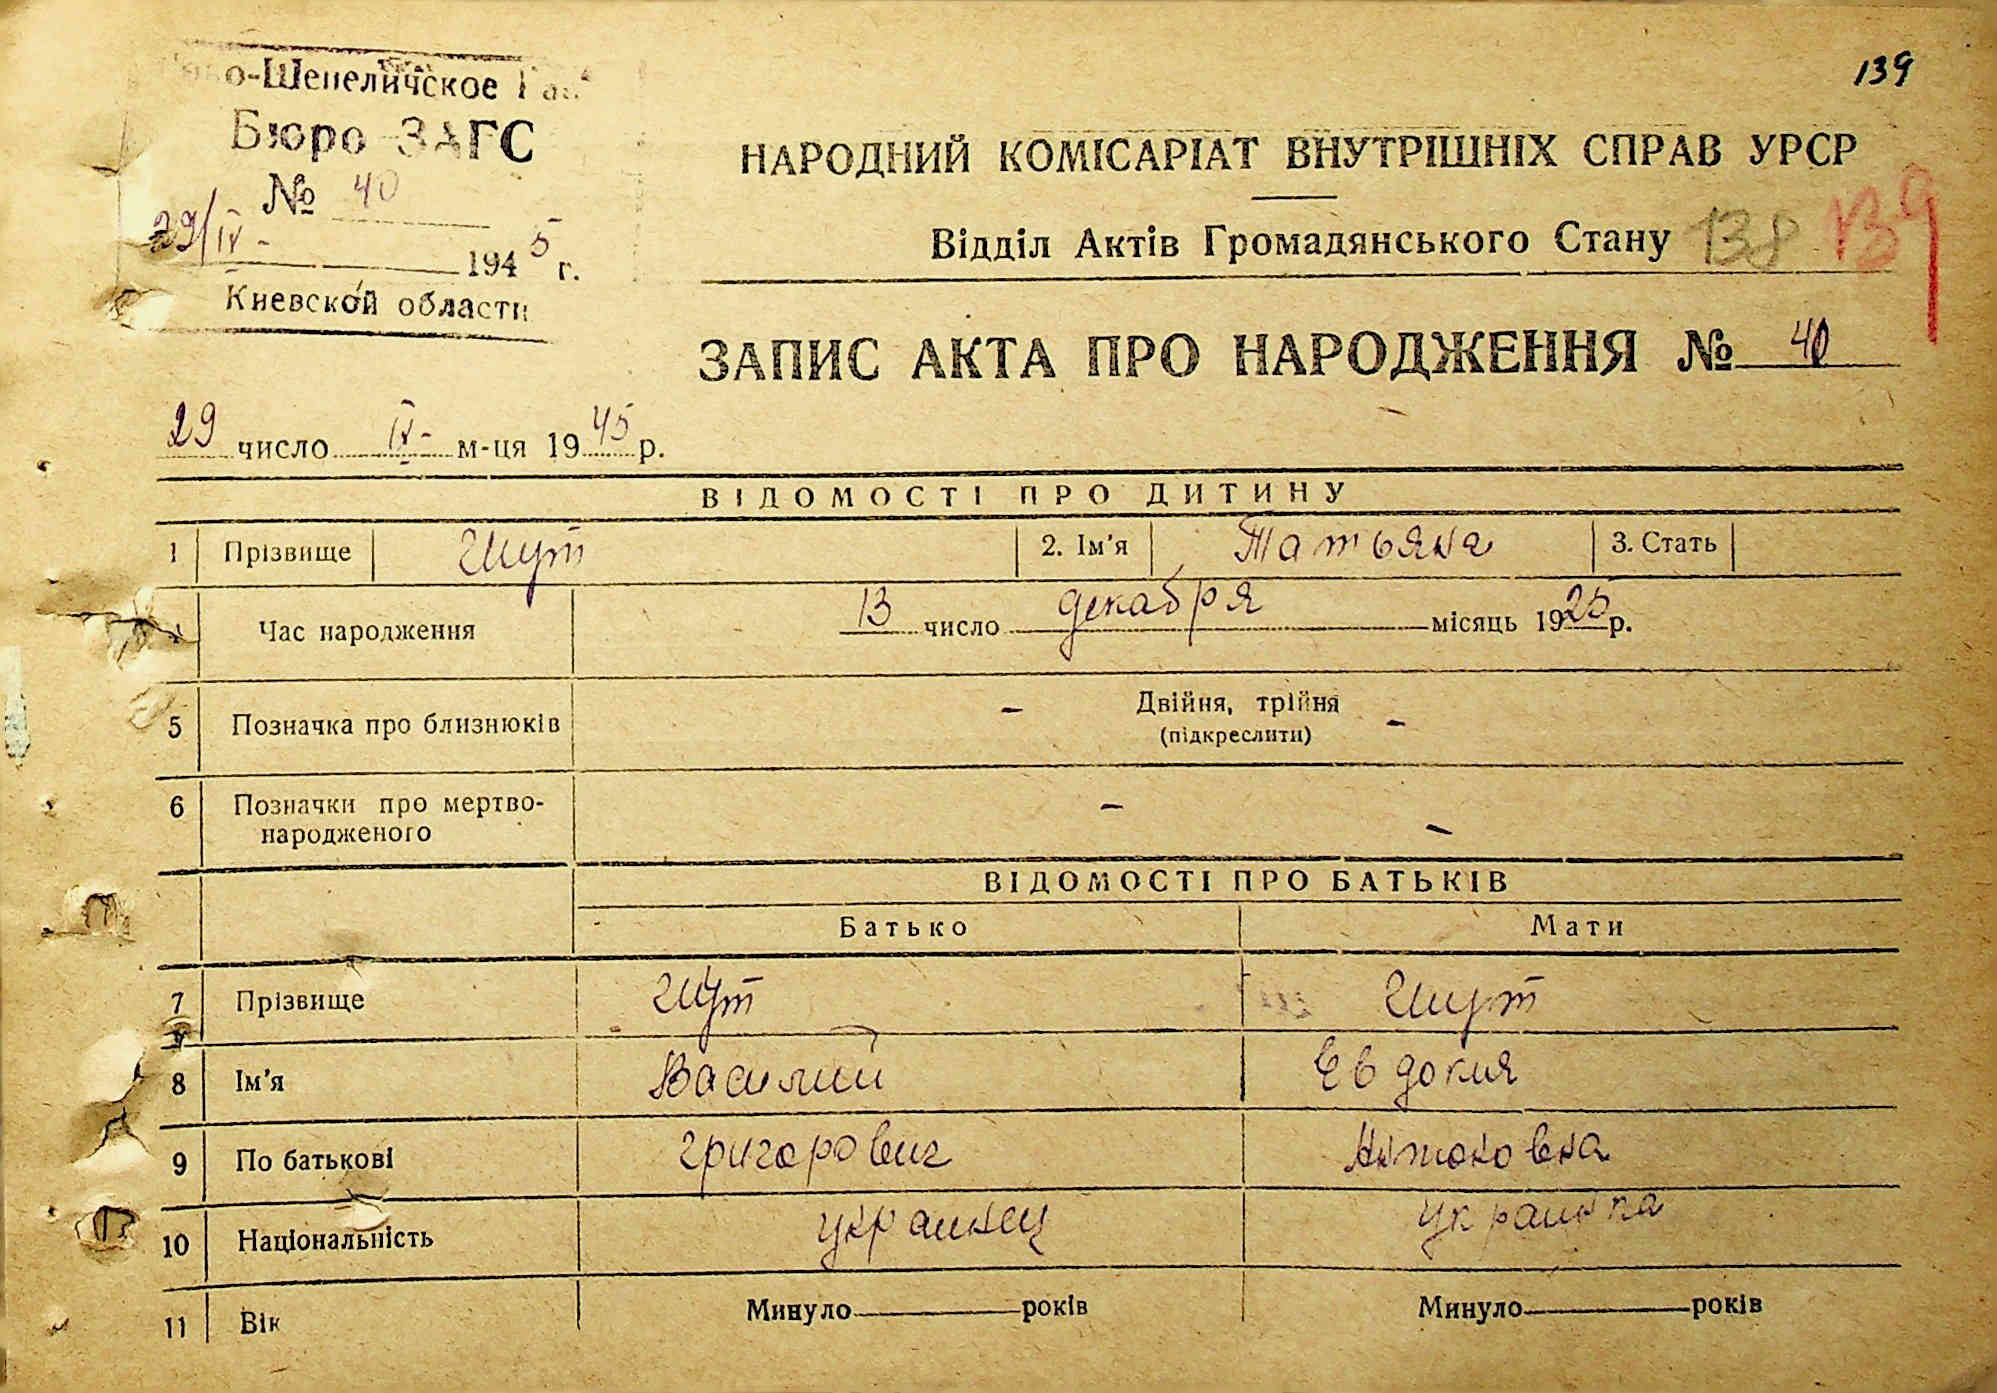 139
о-Шепеличское
Бюро ЗАГС
№ 40
29/IV - 1945 г.
Киевской области
НАРОДНИЙ КОМІСАРІАТ ВНУТРІШНІХ СПРАВ УРСР
Відділ Актів Громадянського Стану 138 139
ЗАПИС АКТА ПРО НАРОДЖЕННЯ № 40
29 число IV- м-ця 1945 р.
ВІДОМОСТІ ПРО ДИТИНУ
1 Прізвище Шут 2. Ім'я Татьяна 3. Стать
Час народження 13 число декабря місяць 1925 р.
5 Позначка про близнюків - Двійня, трійня -
(підкреслити)
6 Позначки про мертво- -
народженого -
ВІДОМОСТІ ПРО БАТЬКІВ
Батько Мати
7 Прізвище Шут Шут
8 Ім'я Василий Евдокия
9 По батькові Григорович Антоновна
10 Національність украинец украинка
11 Вік Минуло — років Минуло — років